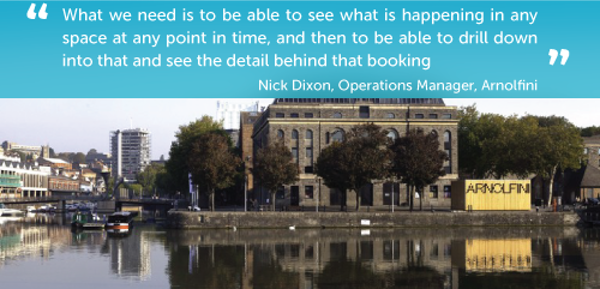 “ What we need is to be able to see what is happening in any
space at any point in time, and then to be able to drill down
into that and see the detail behind that booking ”
Nick Dixon, Operations Manager, Arnolfini
ARNOLFINI